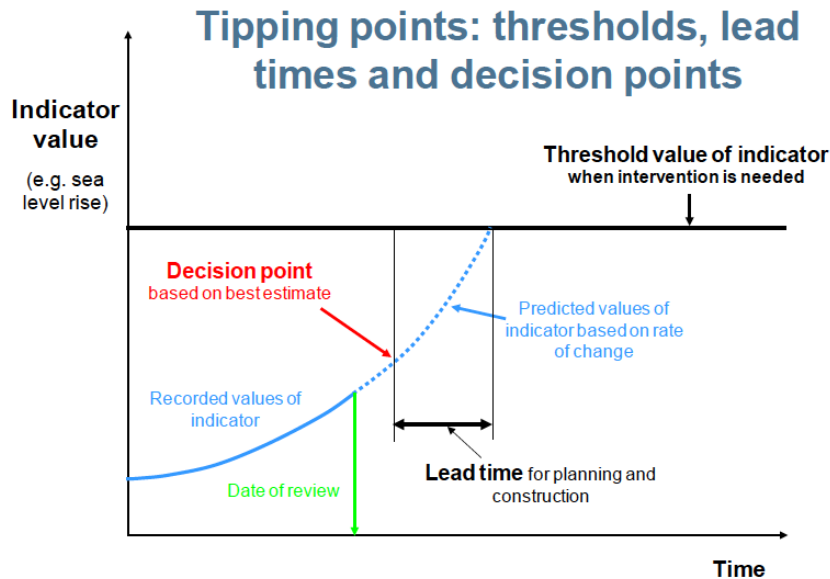 Tipping points: thresholds, lead
times and decision points
Indicator
value
(e.g. sea
level rise)
Threshold value of indicator
when intervention is needed
Decision point
based on best estimate
Predicted values of
indicator based on rate
of change
Recorded values of
indicator
Lead time for planning and
construction
Date of review
Time